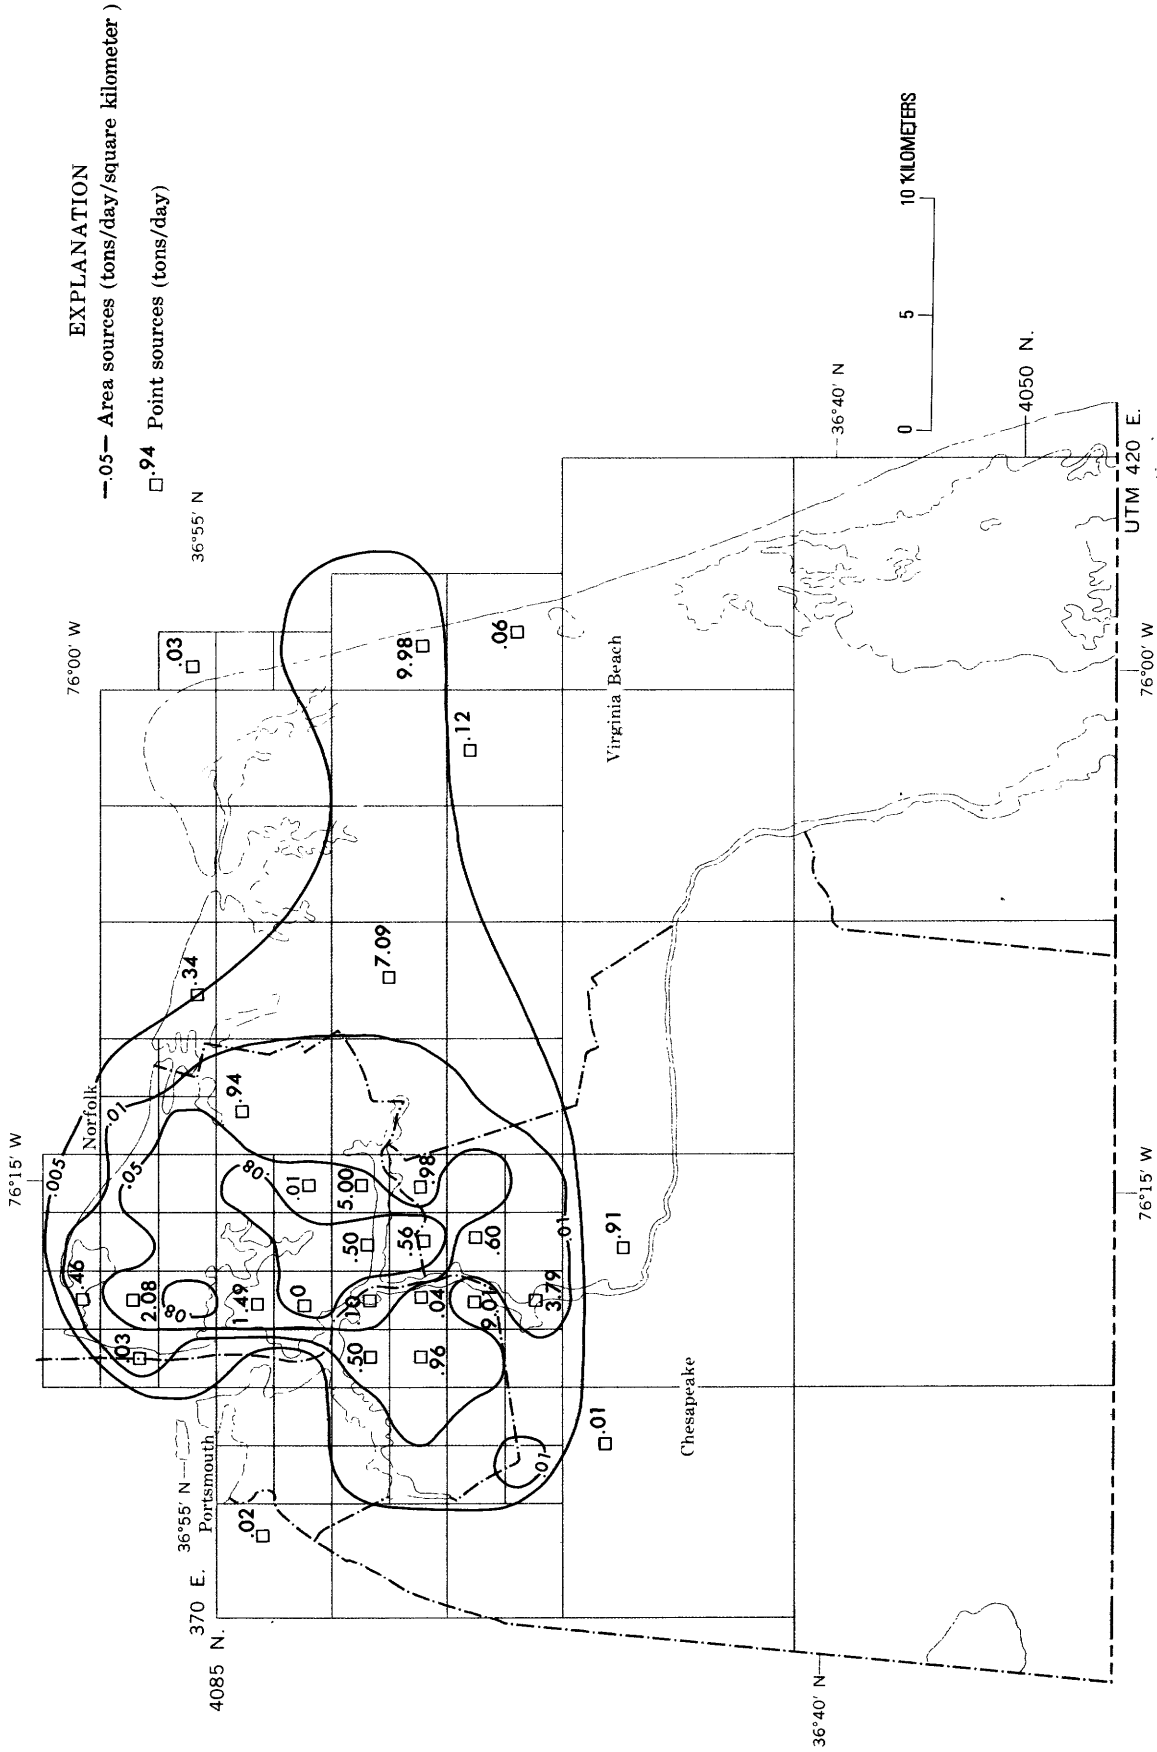 EXPLANATION
—.05— Area sources (tons/day/square kilometer)
□.94 Point sources (tons/day)
76°15' W
76°00' W
36°55' N
Norfolk
.005
.01
.05
.08
.08
.46
2.08
.03
1.49
0
.01
5.00
.94
.34
.03
7.09
9.98
.06
.12
.50
.56
.98
.60
.10
.04
9.01
3.79
.50
.96
.01
.01
.91
.01
.02
36°55' N
Portsmouth
370 E.
4085 N.
Chesapeake
Virginia Beach
36°40' N
36°40' N
4050 N.
UTM 420 E.
76°15' W
76°00' W
0 5 10 KILOMETERS